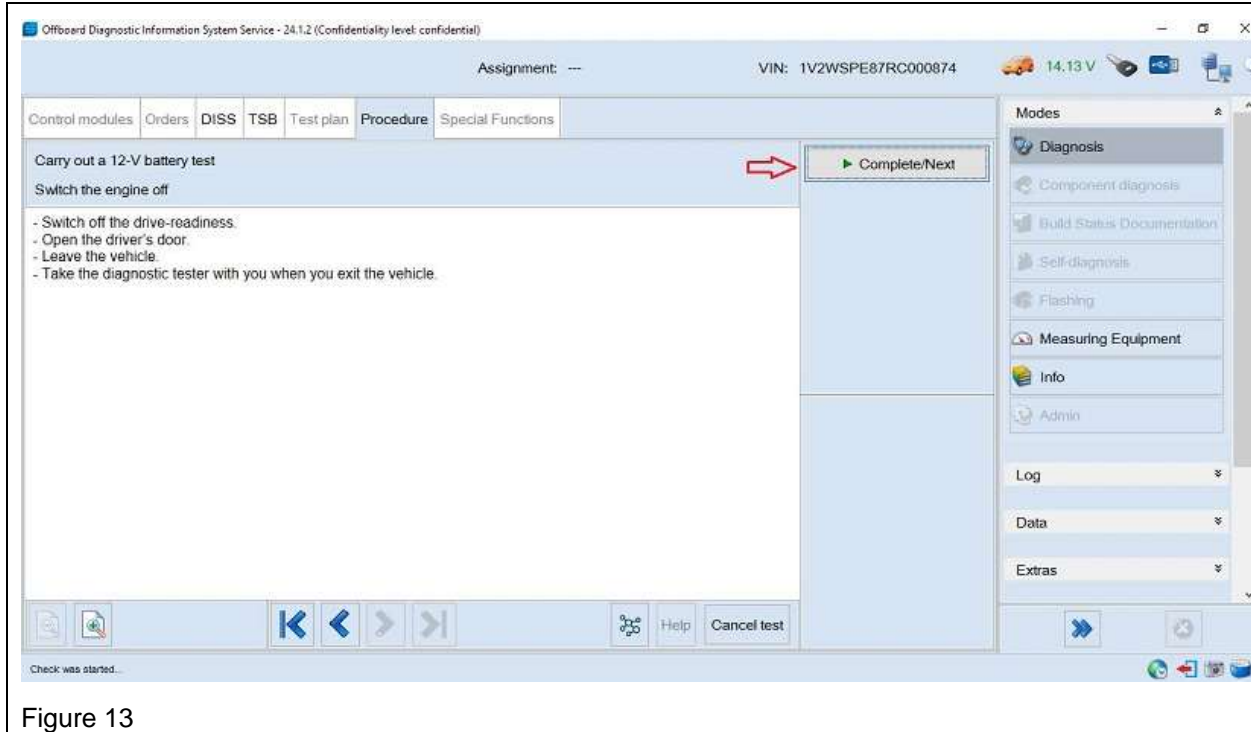 Offboard Diagnostic Information System Service - 24.1.2 (Confidentiality level: confidential)
Assignment: ---
VIN: 1V2WSPE87RC000874
14.13 V
Control modules
Orders
DISS
TSB
Test plan
Procedure
Special Functions
Carry out a 12-V battery test
Switch the engine off
Complete/Next
- Switch off the drive-readiness.
- Open the driver's door.
- Leave the vehicle.
- Take the diagnostic tester with you when you exit the vehicle.
Modes
Diagnosis
Component diagnosis
Build Status Documentation
Self-diagnosis
Flashing
Measuring Equipment
Info
Admin
Log
Data
Extras
Help
Cancel test
Check was started...
Figure 13